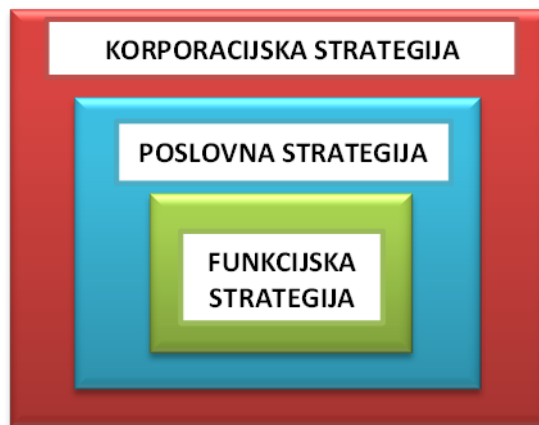 KORPORACIJSKA STRATEGIJA
POSLOVNA STRATEGIJA
FUNKCIJSKA
STRATEGIJA